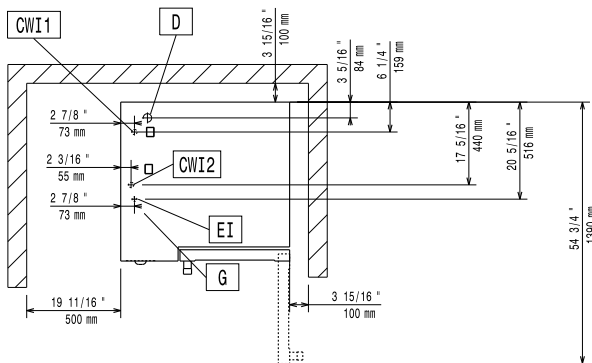 CWI1
D
3 15/16 "
100 mm
3 5/16 "
84 mm
6 1/4 "
159 mm
2 7/8 "
73 mm
2 3/16 "
55 mm
CWI2
17 5/16 "
440 mm
20 5/16 "
516 mm
2 7/8 "
73 mm
EI
G
54 3/4 "
1390 mm
19 11/16 "
500 mm
3 15/16 "
100 mm